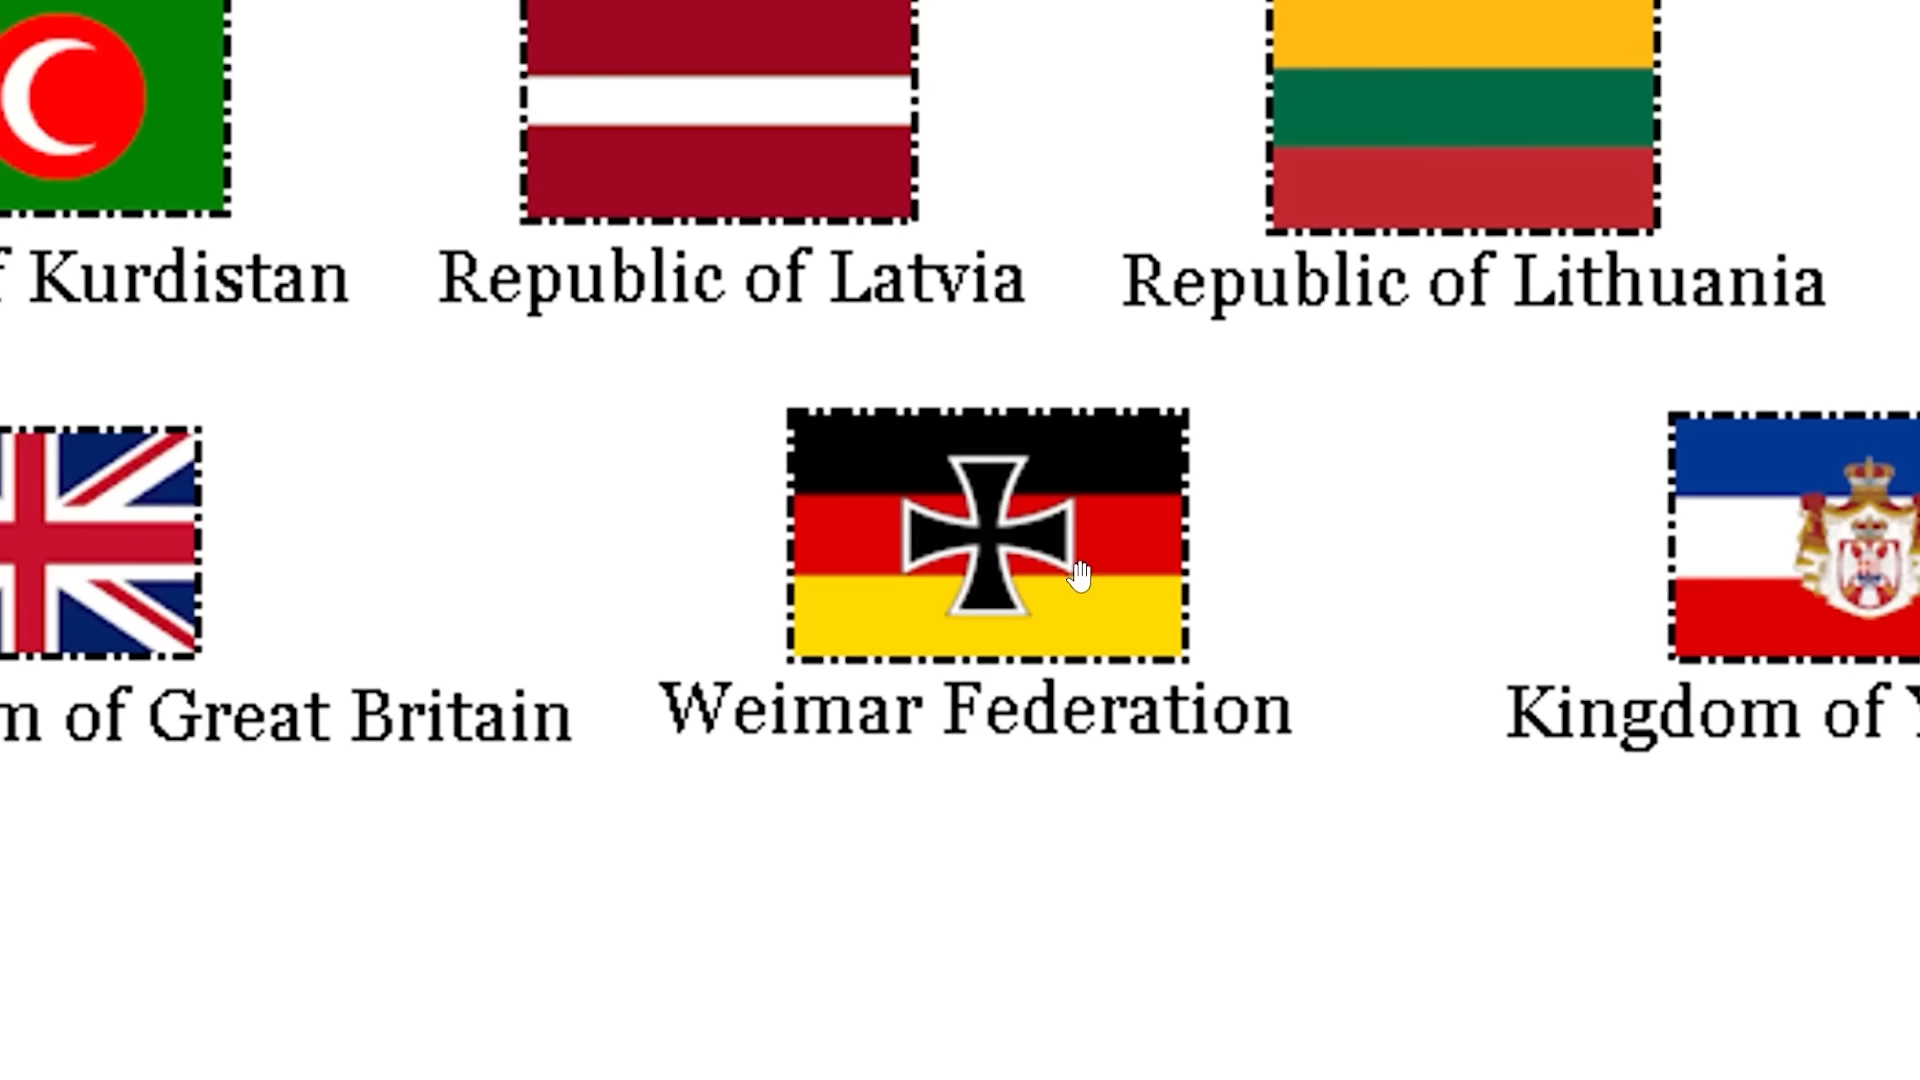 f Kurdistan
Republic of Latvia
Republic of Lithuania
m of Great Britain
Weimar Federation
Kingdom of